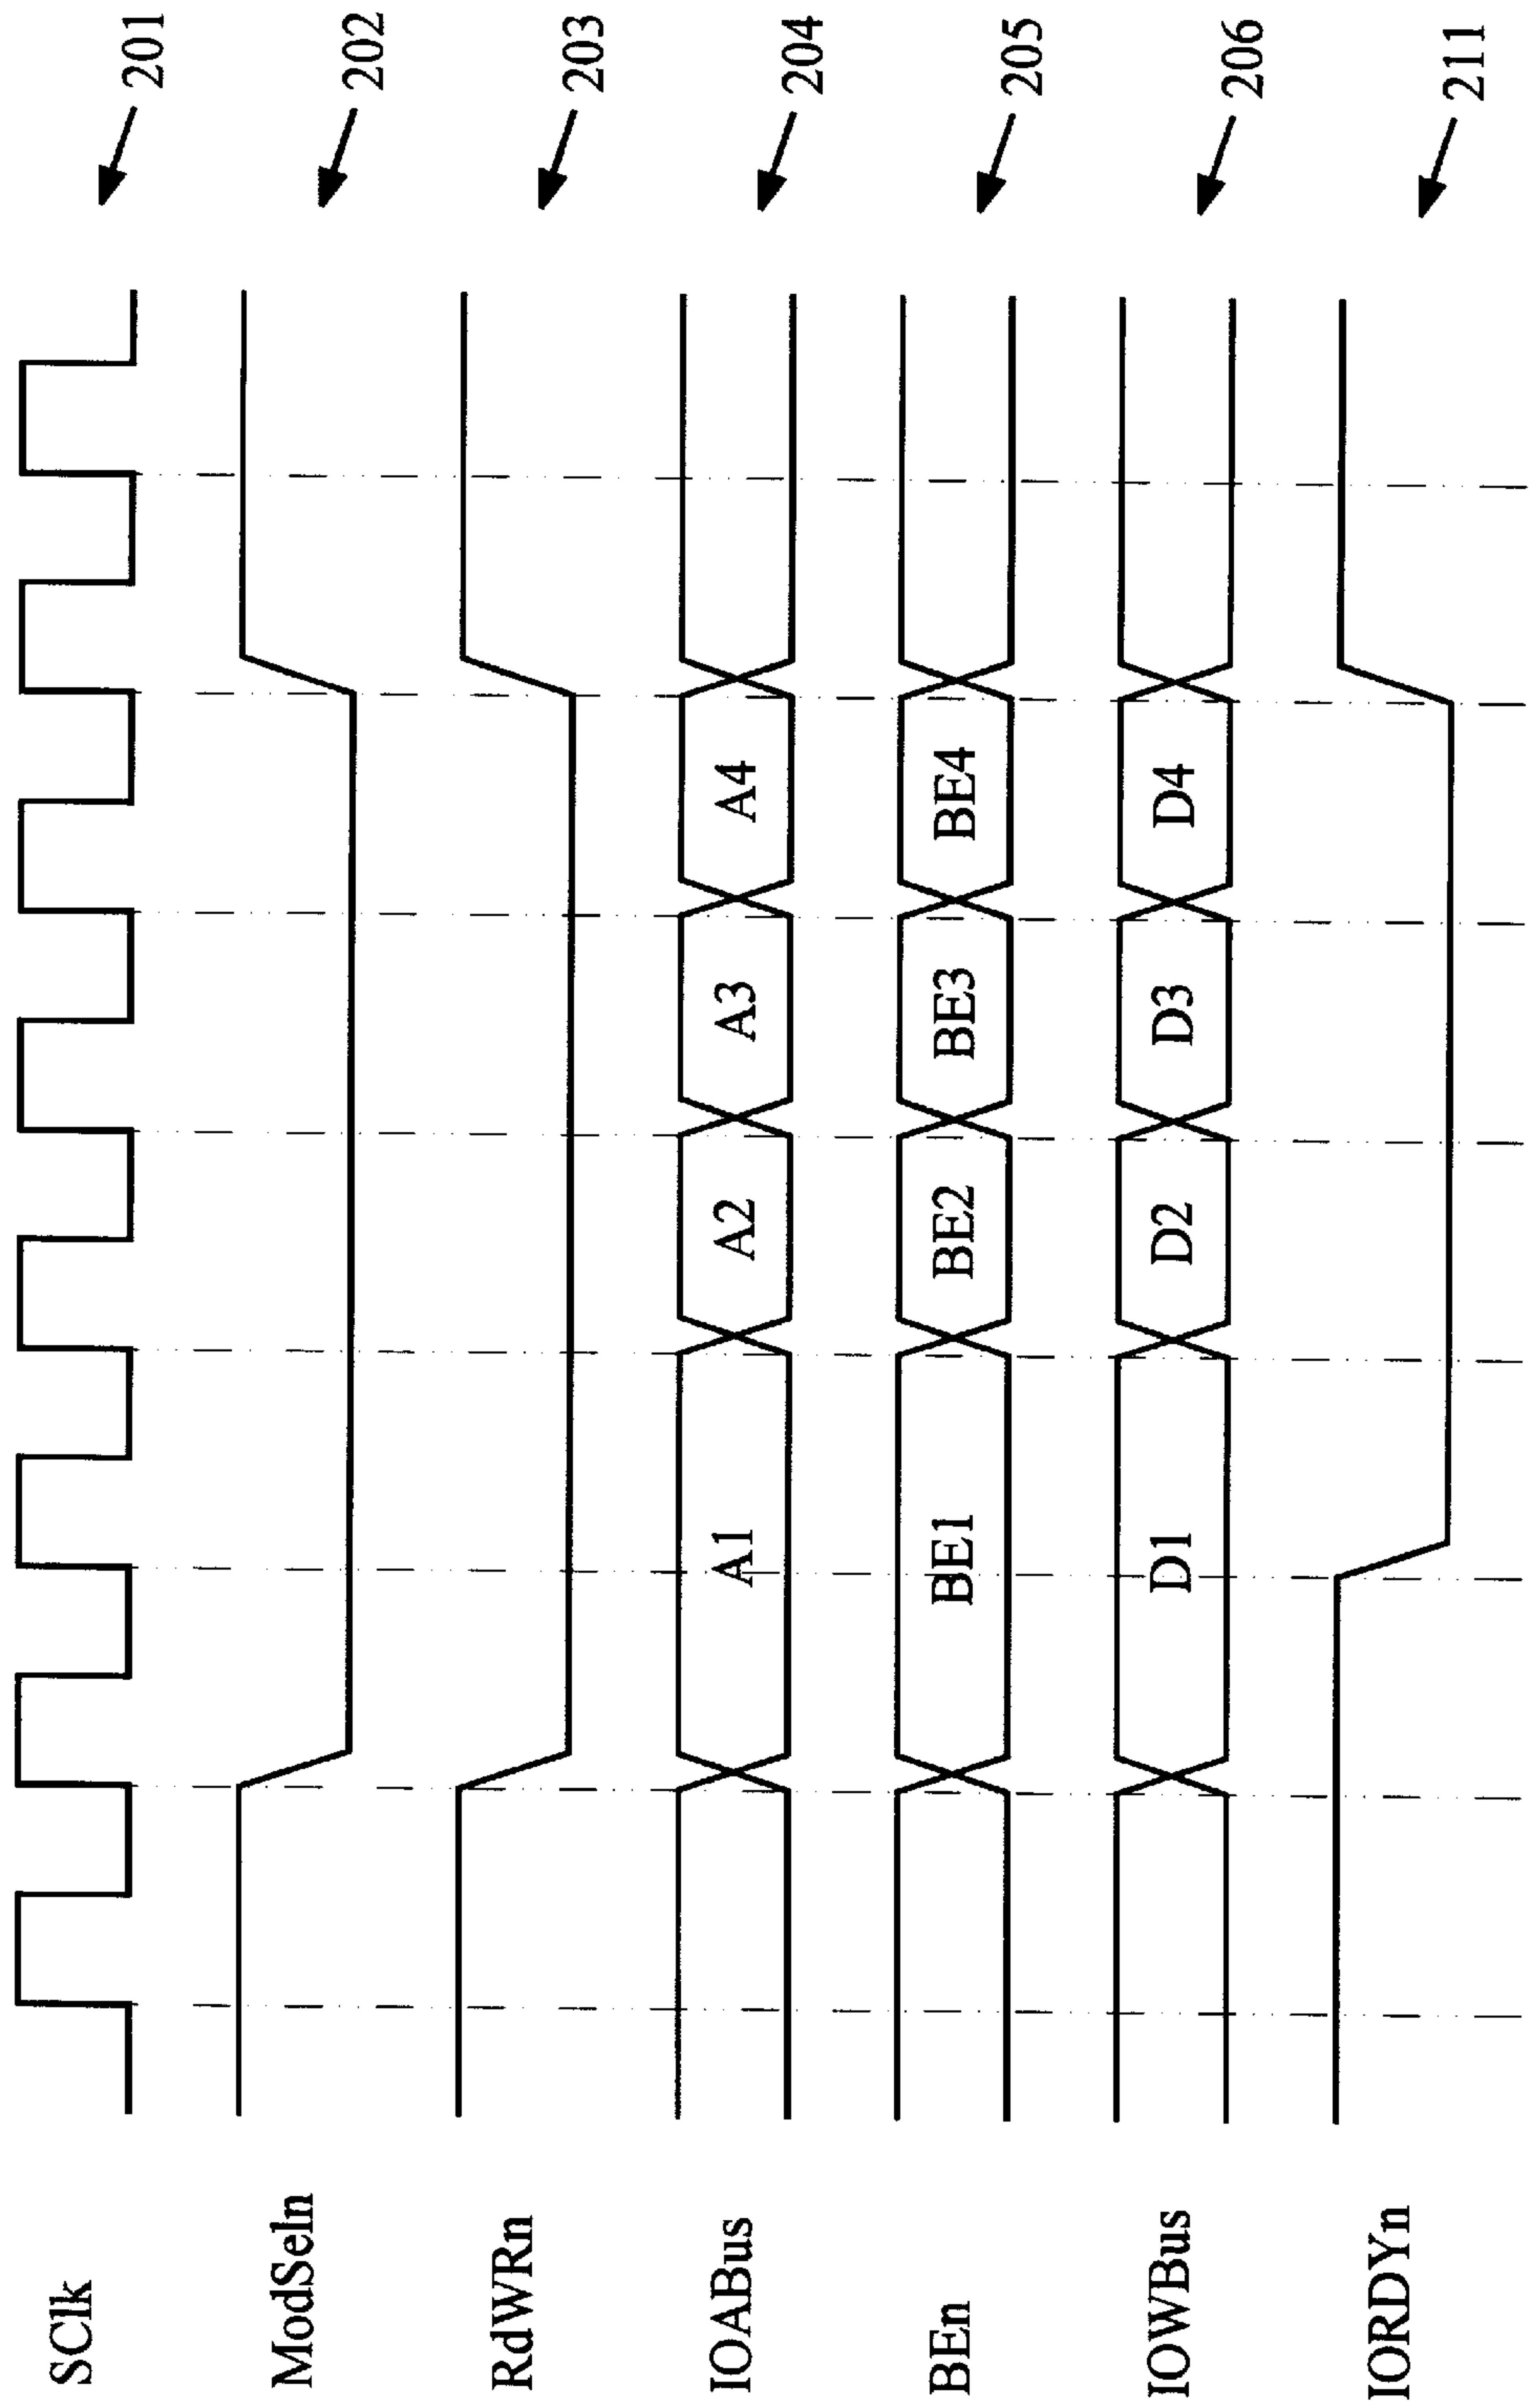 SClk 201
ModSeln 202
RdWRn 203
IOABus A1 A2 A3 A4 204
BEn BE1 BE2 BE3 BE4 205
IOWBus D1 D2 D3 D4 206
IORDYn 211